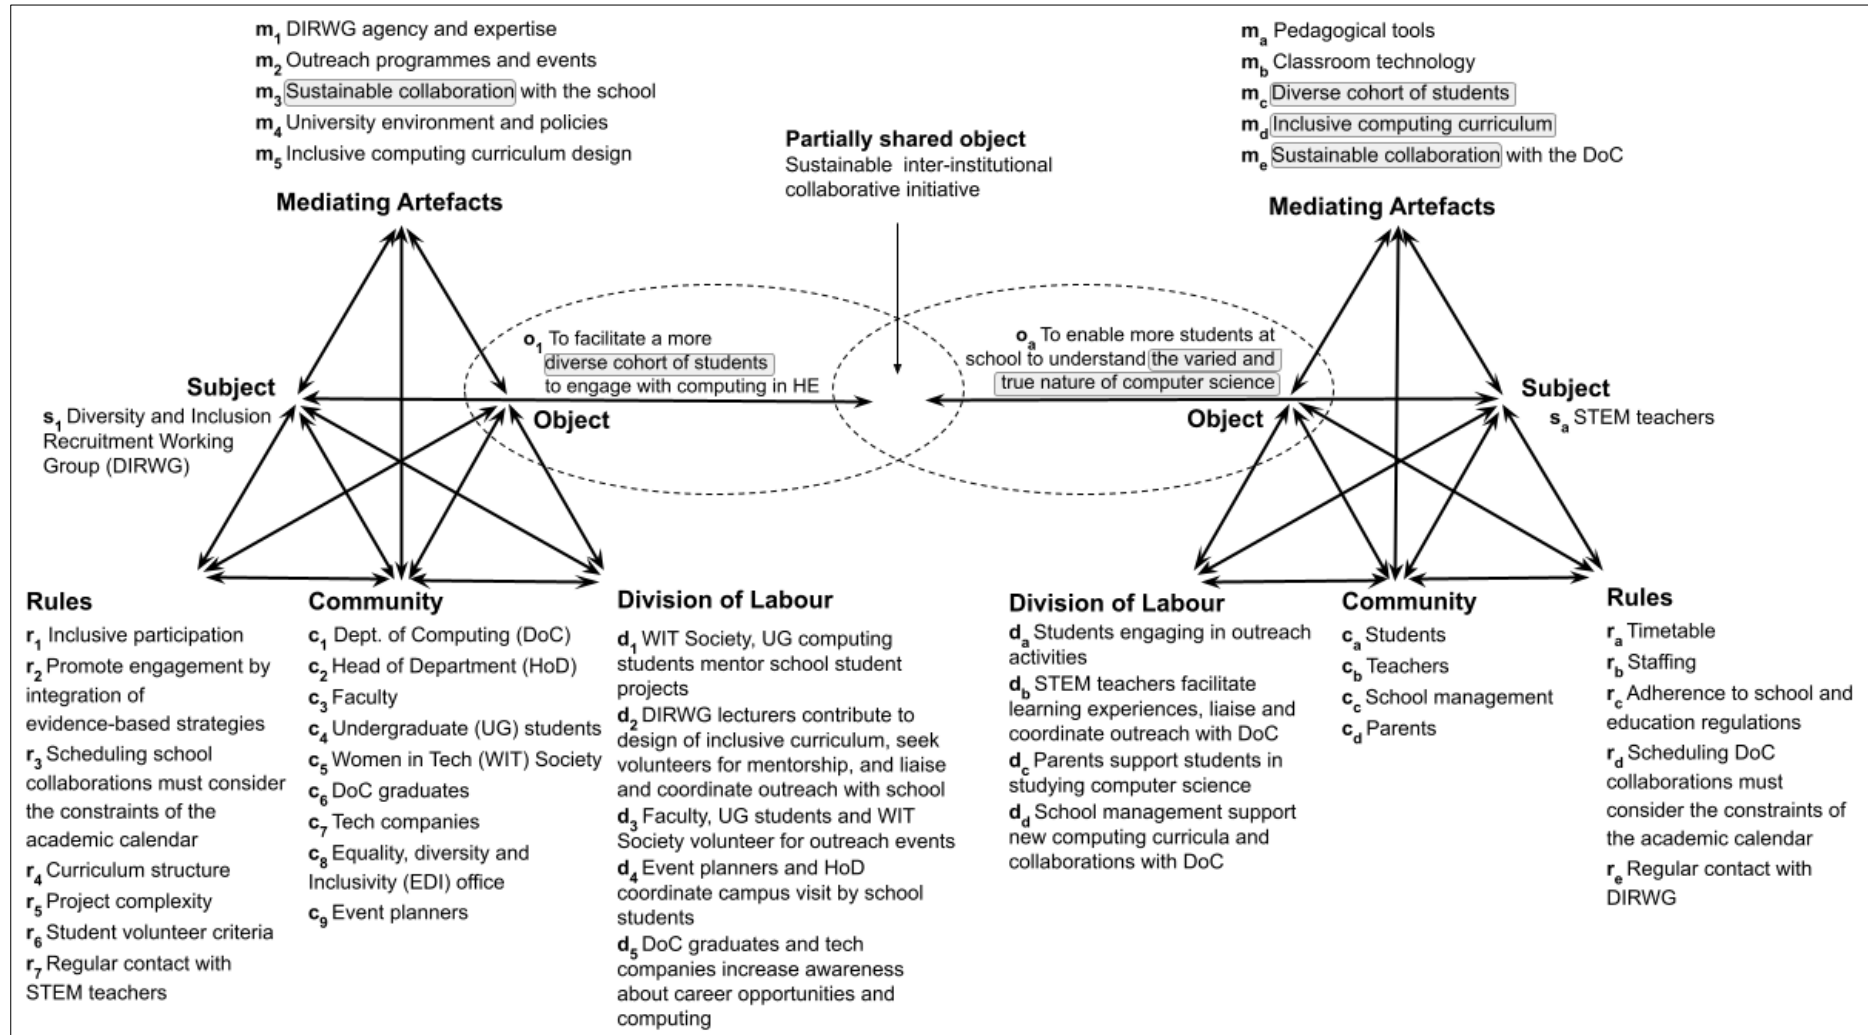 m1 DIRWG agency and expertise
m2 Outreach programmes and events
m3 Sustainable collaboration with the school
m4 University environment and policies
m5 Inclusive computing curriculum design
Mediating Artefacts
Partially shared object
Sustainable inter-institutional
collaborative initiative
ma Pedagogical tools
mb Classroom technology
mc Diverse cohort of students
md Inclusive computing curriculum
me Sustainable collaboration with the DoC
Mediating Artefacts
Subject
s1 Diversity and Inclusion
Recruitment Working
Group (DIRWG)
o1 To facilitate a more
diverse cohort of students
to engage with computing in HE
Object
oa To enable more students at
school to understand the varied and
true nature of computer science
Object
Subject
sa STEM teachers
Rules
r1 Inclusive participation
r2 Promote engagement by
integration of
evidence-based strategies
r3 Scheduling school
collaborations must consider
the constraints of the
academic calendar
r4 Curriculum structure
r5 Project complexity
r6 Student volunteer criteria
r7 Regular contact with
STEM teachers
Community
c1 Dept. of Computing (DoC)
c2 Head of Department (HoD)
c3 Faculty
c4 Undergraduate (UG) students
c5 Women in Tech (WIT) Society
c6 DoC graduates
c7 Tech companies
c8 Equality, diversity and
Inclusivity (EDI) office
c9 Event planners
Division of Labour
d1 WIT Society, UG computing
students mentor school student
projects
d2 DIRWG lecturers contribute to
design of inclusive curriculum, seek
volunteers for mentorship, and liaise
and coordinate outreach with school
d3 Faculty, UG students and WIT
Society volunteer for outreach events
d4 Event planners and HoD
coordinate campus visit by school
students
d5 DoC graduates and tech
companies increase awareness
about career opportunities and
computing
Division of Labour
da Students engaging in outreach
activities
db STEM teachers facilitate
learning experiences, liaise and
coordinate outreach with DoC
dc Parents support students in
studying computer science
dd School management support
new computing curricula and
collaborations with DoC
Community
ca Students
cb Teachers
cc School management
cd Parents
Rules
ra Timetable
rb Staffing
rc Adherence to school and
education regulations
rd Scheduling DoC
collaborations must
consider the constraints of
the academic calendar
re Regular contact with
DIRWG